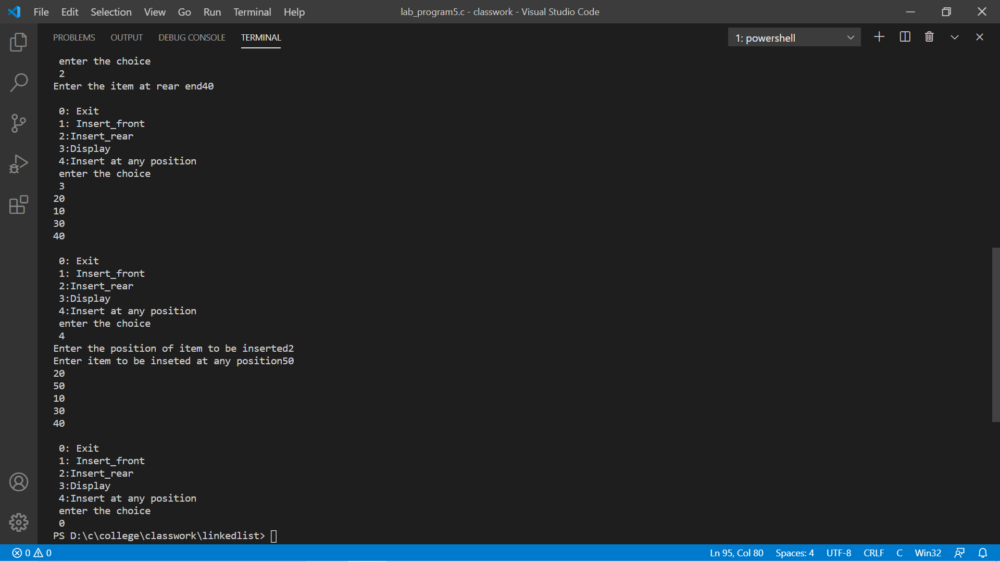 File Edit Selection View Go Run Terminal Help lab_program5.c - classwork - Visual Studio Code
PROBLEMS OUTPUT DEBUG CONSOLE TERMINAL 1: powershell
enter the choice
2
Enter the item at rear end40
0: Exit
1: Insert_front
2:Insert_rear
3:Display
4:Insert at any position
enter the choice
3
20
10
30
40
0: Exit
1: Insert_front
2:Insert_rear
3:Display
4:Insert at any position
enter the choice
4
Enter the position of item to be inserted2
Enter item to be inseted at any position50
20
50
10
30
40
0: Exit
1: Insert_front
2:Insert_rear
3:Display
4:Insert at any position
enter the choice
0
PS D:\c\college\classwork\linkedlist>
0 0 Ln 95, Col 80 Spaces: 4 UTF-8 CRLF C Win32